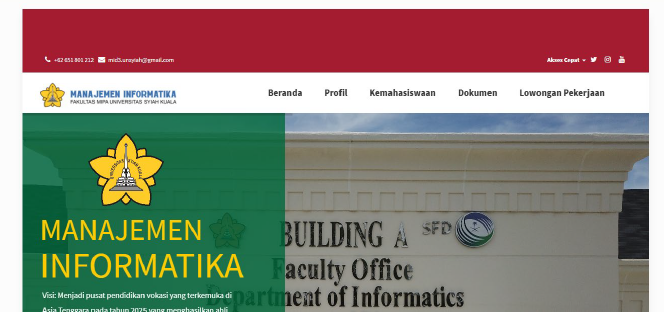 +62 651 801 212 mid3.unsyiah@gmail.com
Akses Cepat
MANAJEMEN INFORMATIKA
FAKULTAS MIPA UNIVERSITAS SYIAH KUALA
Beranda Profil Kemahasiswaan Dokumen Lowongan Pekerjaan
MANAJEMEN
INFORMATIKA
Visi: Menjadi pusat pendidikan vokasi yang terkemuka di
Asia Tenggara pada tahun 2025 yang menghasilkan ahli
BUILDING A SFD
Faculty Office
Department of Informatics